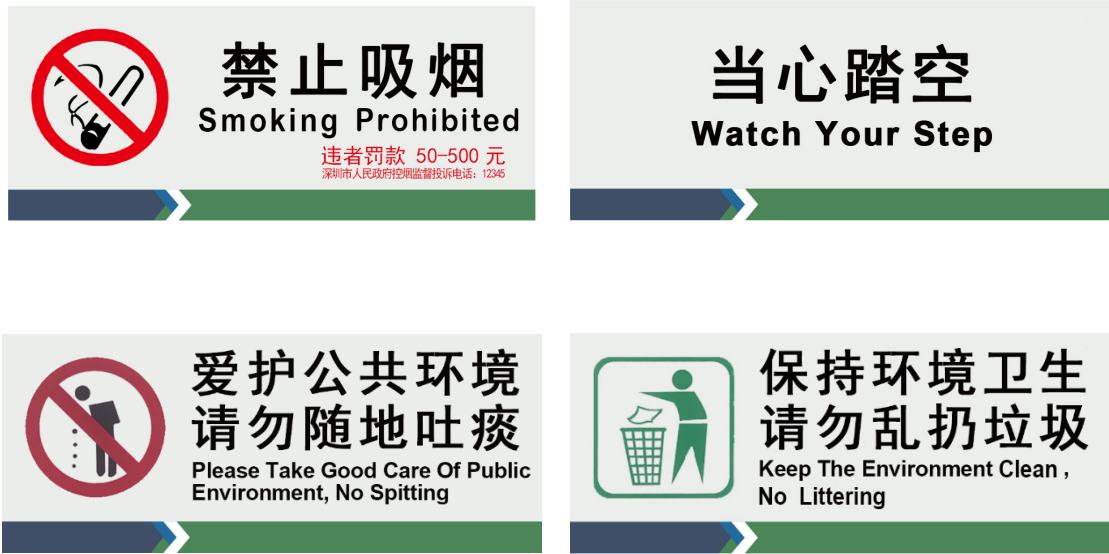 禁止吸烟
Smoking Prohibited
违者罚款 50-500 元
深圳市人民政府控烟监督投诉电话：12345
当心踏空
Watch Your Step
爱护公共环境
请勿随地吐痰
Please Take Good Care Of Public
Environment, No Spitting
保持环境卫生
请勿乱扔垃圾
Keep The Environment Clean ,
No Littering